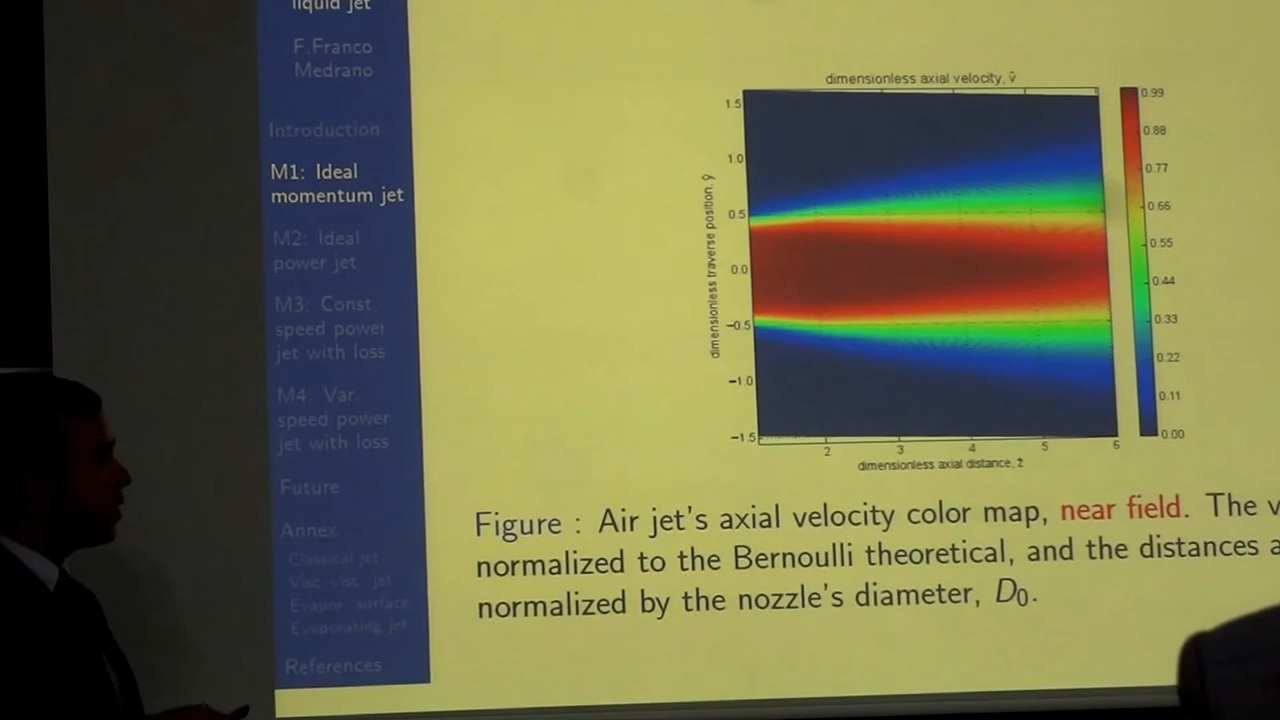 liquid jet
F.Franco
Medrano
Introduction
M1: Ideal
momentum jet
M2: Ideal
power jet
M3: Const.
speed power
jet with loss
M4: Var.
speed power
jet with loss
Future
Annex
Classical jet
Visc-visc jet
Evapor surface
Evaporating jet
References
dimensionless axial velocity, v̂
1.5
1.0
0.5
0.0
−0.5
−1.0
−1.5
dimensionless traverse position, ŷ
2 3 4 5 6
dimensionless axial distance, ẑ
0.99
0.88
0.77
0.66
0.55
0.44
0.33
0.22
0.11
0.00
Figure : Air jet's axial velocity color map, near field. The
normalized to the Bernoulli theoretical, and the distances
normalized by the nozzle's diameter, D₀.